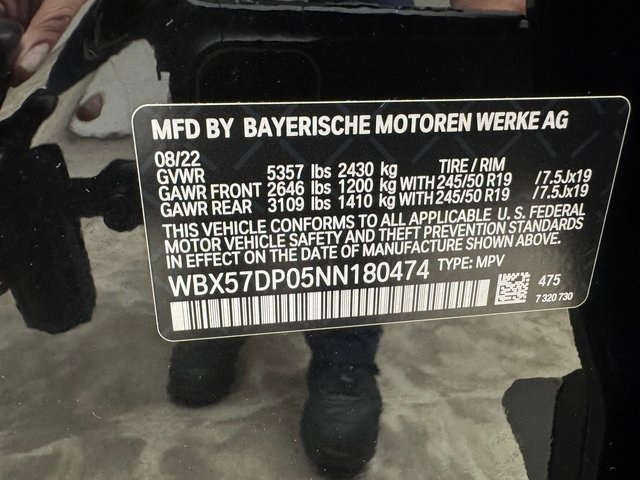 MFD BY BAYERISCHE MOTOREN WERKE AG
08/22
GVWR 5357 lbs 2430 kg TIRE / RIM
GAWR FRONT 2646 lbs 1200 kg WITH 245/50 R19 /7.5Jx19
GAWR REAR 3109 lbs 1410 kg WITH 245/50 R19 /7.5Jx19
THIS VEHICLE CONFORMS TO ALL APPLICABLE U.S. FEDERAL
MOTOR VEHICLE SAFETY AND THEFT PREVENTION STANDARDS
IN EFFECT ON THE DATE OF MANUFACTURE SHOWN ABOVE.
WBX57DP05NN180474 TYPE: MPV
475
7 320 730